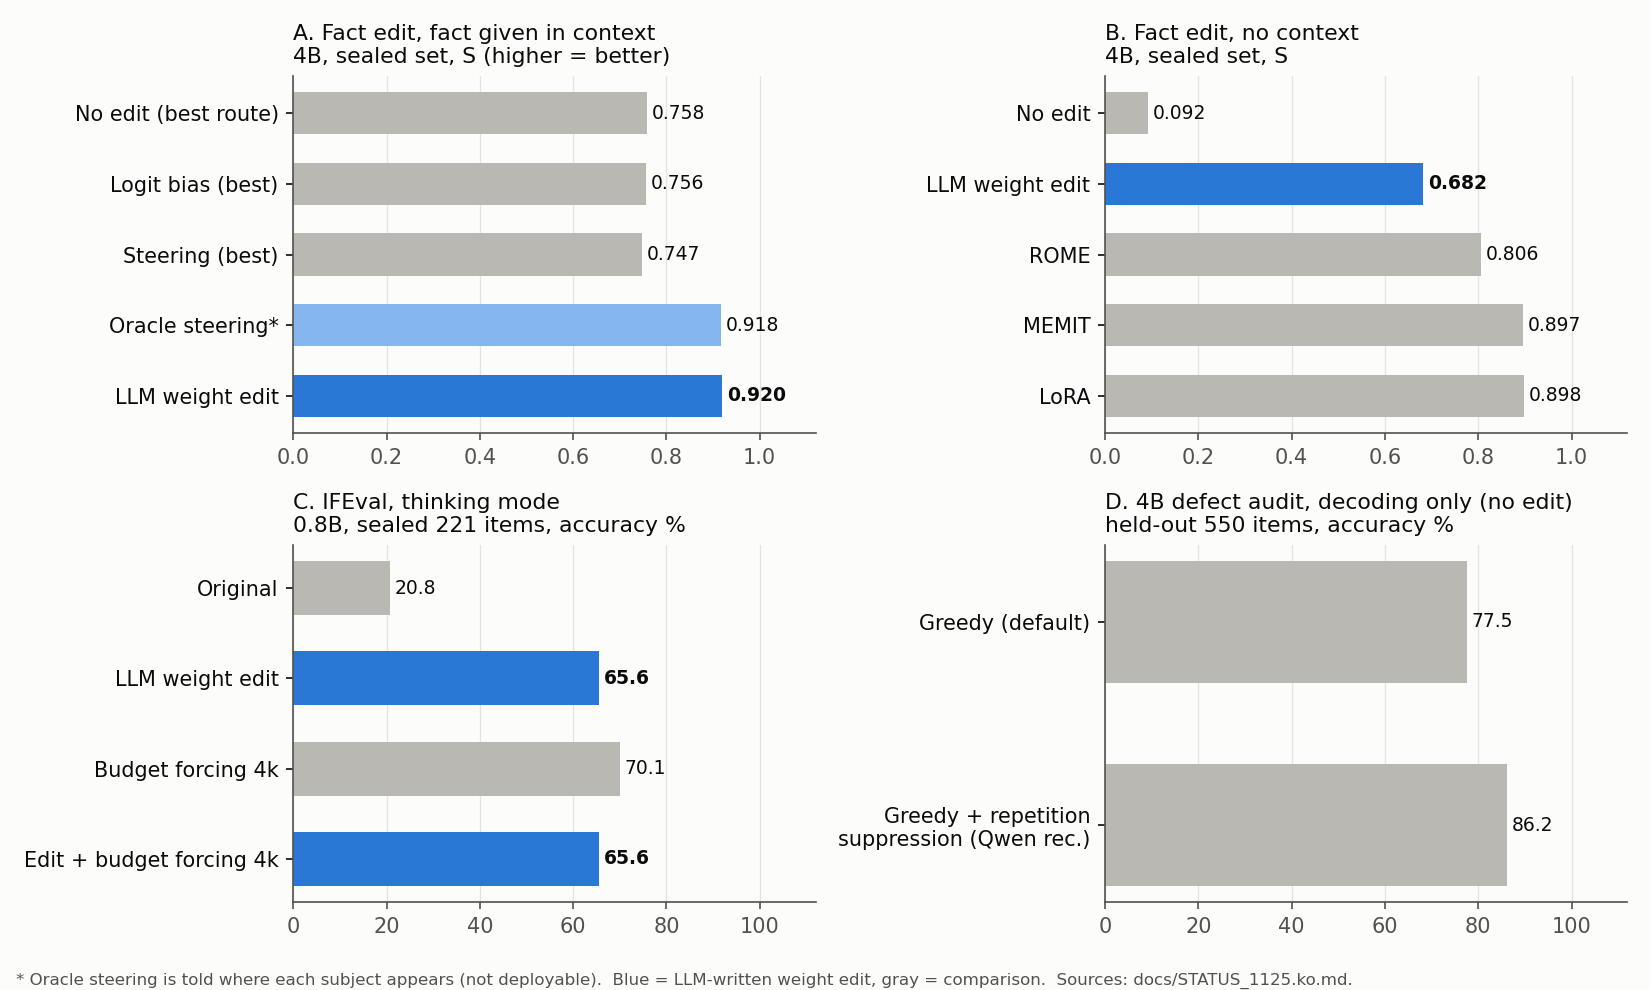 A. Fact edit, fact given in context
4B, sealed set, S (higher = better)
No edit (best route)
0.758
Logit bias (best)
0.756
Steering (best)
0.747
Oracle steering*
0.918
LLM weight edit
0.920
0.0 0.2 0.4 0.6 0.8 1.0
B. Fact edit, no context
4B, sealed set, S
No edit
0.092
LLM weight edit
0.682
ROME
0.806
MEMIT
0.897
LoRA
0.898
0.0 0.2 0.4 0.6 0.8 1.0
C. IFEval, thinking mode
0.8B, sealed 221 items, accuracy %
Original
20.8
LLM weight edit
65.6
Budget forcing 4k
70.1
Edit + budget forcing 4k
65.6
0 20 40 60 80 100
D. 4B defect audit, decoding only (no edit)
held-out 550 items, accuracy %
Greedy (default)
77.5
Greedy + repetition
suppression (Qwen rec.)
86.2
0 20 40 60 80 100
* Oracle steering is told where each subject appears (not deployable).  Blue = LLM-written weight edit, gray = comparison.  Sources: docs/STATUS_1125.ko.md.